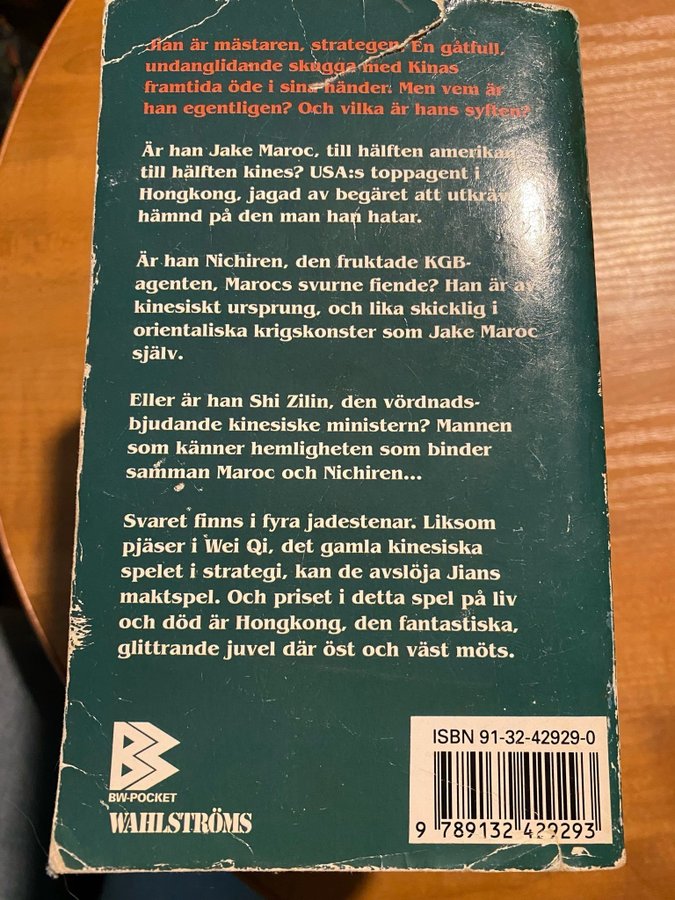 Jian är mästaren, strategen. En gåtfull,
undanglidande skugga med Kinas
framtida öde i sina händer. Men vem är
han egentligen? Och vilka är hans syften?
Är han Jake Maroc, till hälften amerikan,
till hälften kines? USA:s toppagent i
Hongkong, jagad av begäret att utkräva
hämnd på den man han hatar.
Är han Nichiren, den fruktade KGB-
agenten, Marocs svurne fiende? Han är av
kinesiskt ursprung, och lika skicklig i
orientaliska krigskonster som Jake Maroc
själv.
Eller är han Shi Zilin, den vördnads-
bjudande kinesiske ministern? Mannen
som känner hemligheten som binder
samman Maroc och Nichiren...
Svaret finns i fyra jadestenar. Liksom
pjäser i Wei Qi, det gamla kinesiska
spelet i strategi, kan de avslöja Jians
maktspel. Och priset i detta spel på liv
och död är Hongkong, den fantastiska,
glittrande juvel där öst och väst möts.
BW-POCKET
WAHLSTRÖMS
ISBN 91-32-42929-0
9 789132 429293